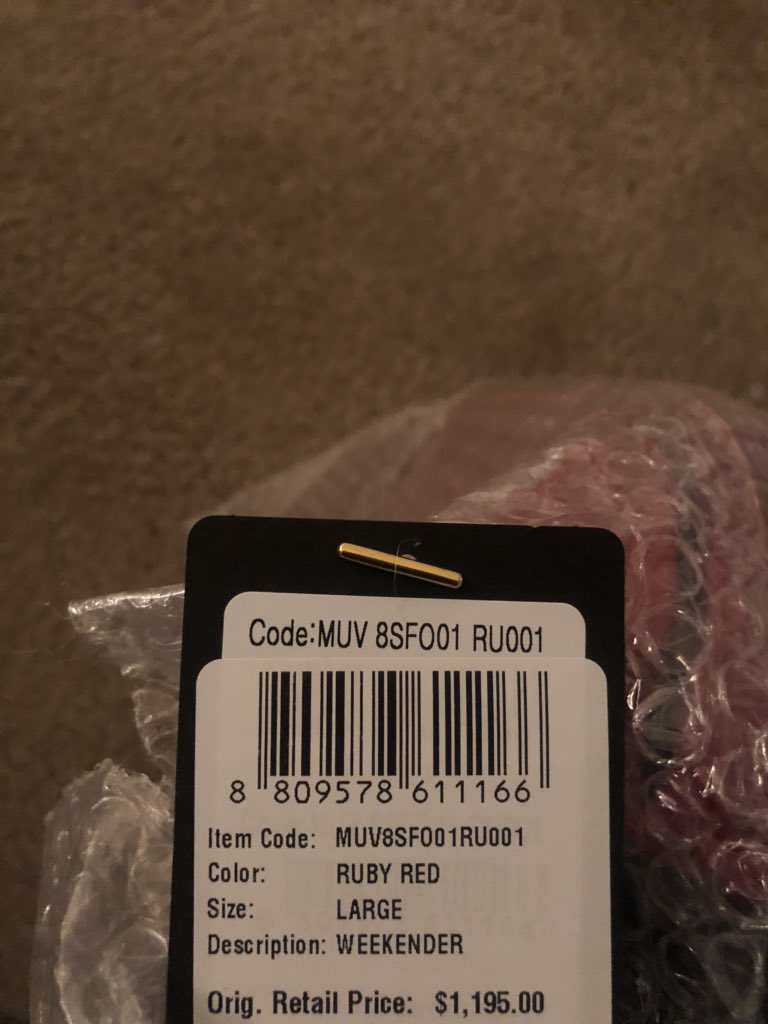 Code:MUV 8SFO01 RU001
8 809578 611166
Item Code: MUV8SFO01RU001
Color: RUBY RED
Size: LARGE
Description: WEEKENDER
Orig. Retail Price: $1,195.00